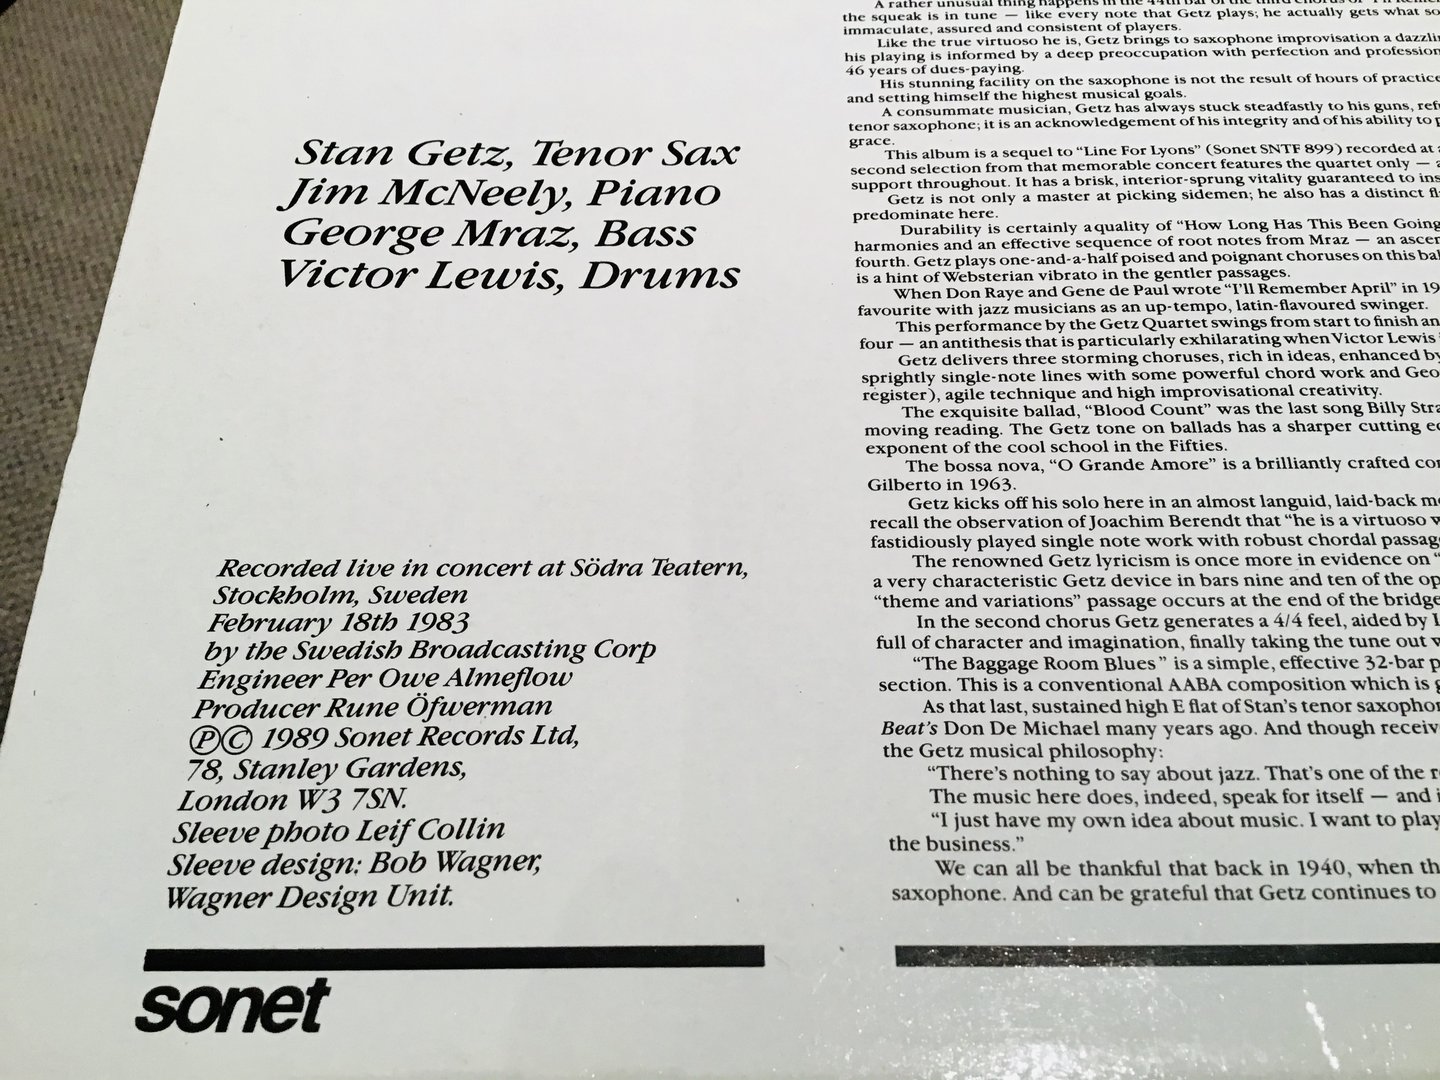 Stan Getz, Tenor Sax
Jim McNeely, Piano
George Mraz, Bass
Victor Lewis, Drums
Recorded live in concert at Södra Teatern,
Stockholm, Sweden
February 18th 1983
by the Swedish Broadcasting Corp
Engineer Per Owe Almeflow
Producer Rune Öfwerman
ⓅⒸ 1989 Sonet Records Ltd,
78, Stanley Gardens,
London W3 7SN.
Sleeve photo Leif Collin
Sleeve design: Bob Wagner,
Wagner Design Unit.
sonet
A rather unusual thing happens in the 44th bar of the third chorus of
the squeak is in tune — like every note that Getz plays; he actually gets what
immaculate, assured and consistent of players.
Like the true virtuoso he is, Getz brings to saxophone improvisation a
his playing is informed by a deep preoccupation with perfection and
46 years of dues-paying.
His stunning facility on the saxophone is not the result of hours of practice
and setting himself the highest musical goals.
A consummate musician, Getz has always stuck steadfastly to his guns,
tenor saxophone; it is an acknowledgement of his integrity and of his ability to
grace.
This album is a sequel to “Line For Lyons” (Sonet SNTF 899) recorded at
second selection from that memorable concert features the quartet only —
support throughout. It has a brisk, interior-sprung vitality guaranteed to
Getz is not only a master at picking sidemen; he also has a distinct
predominate here.
Durability is certainly a quality of “How Long Has This Been Going
harmonies and an effective sequence of root notes from Mraz — an
fourth. Getz plays one-and-a-half poised and poignant choruses on this
is a hint of Websterian vibrato in the gentler passages.
When Don Raye and Gene de Paul wrote “I'll Remember April” in
favourite with jazz musicians as an up-tempo, latin-flavoured swinger.
This performance by the Getz Quartet swings from start to finish
four — an antithesis that is particularly exhilarating when Victor Lewis
Getz delivers three storming choruses, rich in ideas, enhanced by
sprightly single-note lines with some powerful chord work and
register), agile technique and high improvisational creativity.
The exquisite ballad, “Blood Count” was the last song Billy
moving reading. The Getz tone on ballads has a sharper cutting
exponent of the cool school in the Fifties.
The bossa nova, “O Grande Amore” is a brilliantly crafted
Gilberto in 1963.
Getz kicks off his solo here in an almost languid, laid-back
recall the observation of Joachim Berendt that “he is a virtuoso
fastidiously played single note work with robust chordal
The renowned Getz lyricism is once more in evidence on “
a very characteristic Getz device in bars nine and ten of the
“theme and variations” passage occurs at the end of the bridge
In the second chorus Getz generates a 4/4 feel, aided by
full of character and imagination, finally taking the tune out
“The Baggage Room Blues” is a simple, effective 32-bar
section. This is a conventional AABA composition which is
As that last, sustained high E flat of Stan's tenor
Beat's Don De Michael many years ago. And though
the Getz musical philosophy:
“There's nothing to say about jazz. That's one of the
The music here does, indeed, speak for itself — and
“I just have my own idea about music. I want to play
the business.”
We can all be thankful that back in 1940, when
saxophone. And can be grateful that Getz continues to